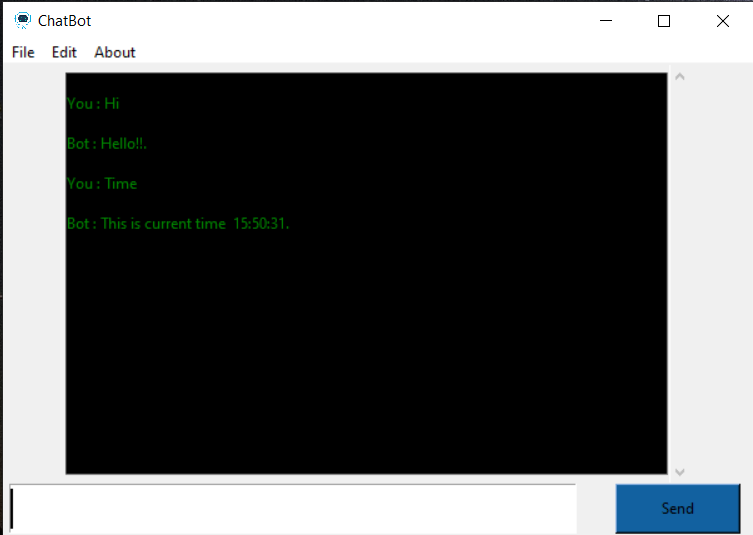 ChatBot
File Edit About
You : Hi
Bot : Hello!!.
You : Time
Bot : This is current time  15:50:31.
Send